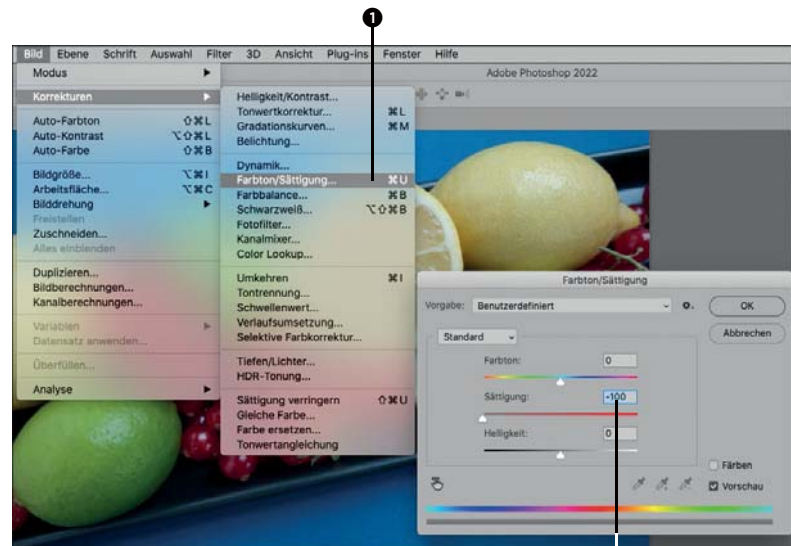 ❶
Bild Ebene Schrift Auswahl Filter 3D Ansicht Plug-ins Fenster Hilfe
Adobe Photoshop 2022
Modus
Korrekturen
Auto-Farbton ⇧⌘L
Auto-Kontrast ⌥⇧⌘L
Auto-Farbe ⇧⌘B
Bildgröße... ⌥⌘I
Arbeitsfläche... ⌥⌘C
Bilddrehung
Freistellen
Zuschneiden...
Alles einblenden
Duplizieren...
Bildberechnungen...
Kanalberechnungen...
Variablen
Datensatz anwenden...
Überfüllen...
Analyse
Helligkeit/Kontrast...
Tonwertkorrektur... ⌘L
Gradationskurven... ⌘M
Belichtung...
Dynamik...
Farbton/Sättigung... ⌘U
Farbbalance... ⌘B
Schwarzweiß... ⌥⇧⌘B
Fotofilter...
Kanalmixer...
Color Lookup...
Umkehren ⌘I
Tontrennung...
Schwellenwert...
Verlaufsumsetzung...
Selektive Farbkorrektur...
Tiefen/Lichter...
HDR-Tonung...
Sättigung verringern ⇧⌘U
Gleiche Farbe...
Farbe ersetzen...
Tonwertangleichung
Farbton/Sättigung
Vorgabe: Benutzerdefiniert
OK
Abbrechen
Standard
Farbton: 0
Sättigung: -100
Helligkeit: 0
Färben
Vorschau